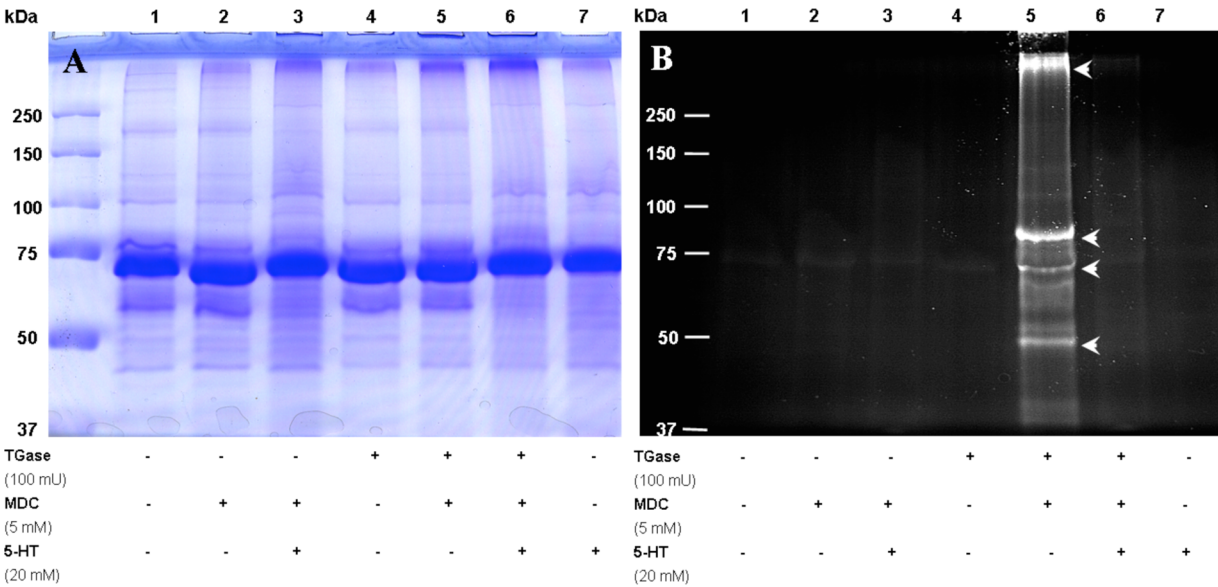 kDa 1 2 3 4 5 6 7
A
250
150
100
75
50
37
TGase - - - + + + -
(100 mU)
MDC - + + - + + -
(5 mM)
5-HT - - + - - + +
(20 mM)
kDa 1 2 3 4 5 6 7
B
250
150
100
75
50
37
TGase - - - + + + -
(100 mU)
MDC - + + - + + -
(5 mM)
5-HT - - + - - + +
(20 mM)